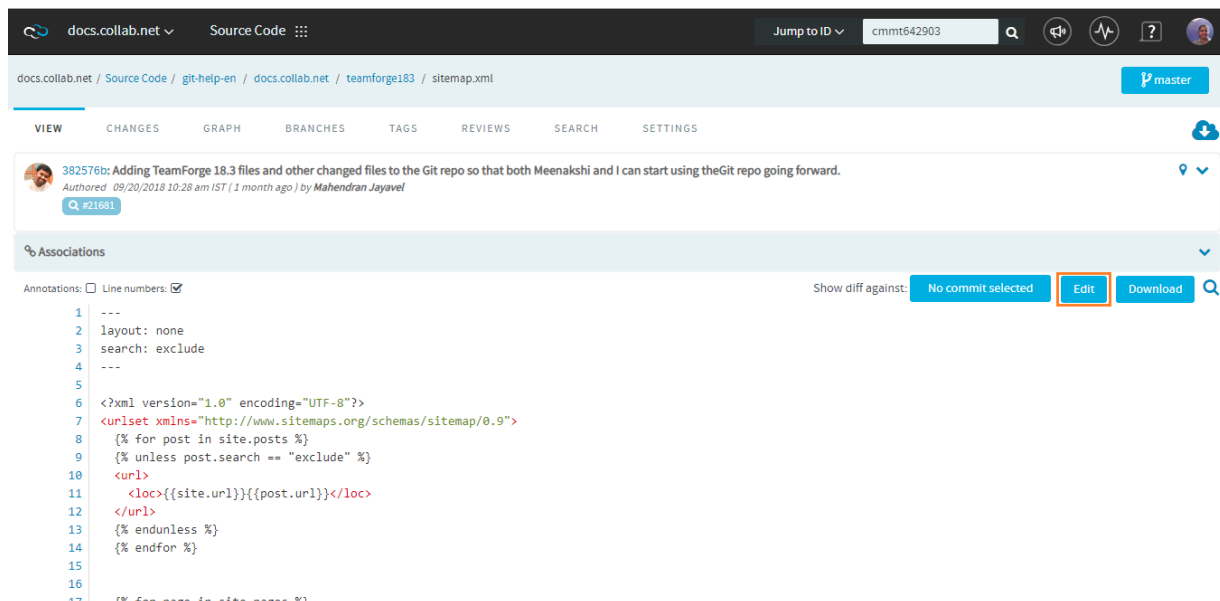 docs.collab.net Source Code Jump to ID cmmt642903 ?
docs.collab.net / Source Code / git-help-en / docs.collab.net / teamforge183 / sitemap.xml master
VIEW CHANGES GRAPH BRANCHES TAGS REVIEWS SEARCH SETTINGS
382576b: Adding TeamForge 18.3 files and other changed files to the Git repo so that both Meenakshi and I can start using theGit repo going forward.
Authored 09/20/2018 10:28 am IST ( 1 month ago ) by Mahendran Jayavel
#21681
Associations
Annotations: Line numbers: Show diff against: No commit selected Edit Download
1 ---
2 layout: none
3 search: exclude
4 ---
5
6 <?xml version="1.0" encoding="UTF-8"?>
7 <urlset xmlns="http://www.sitemaps.org/schemas/sitemap/0.9">
8 {% for post in site.posts %}
9 {% unless post.search == "exclude" %}
10 <url>
11 <loc>{{site.url}}{{post.url}}</loc>
12 </url>
13 {% endunless %}
14 {% endfor %}
15
16
17 {% for page in site.pages %}